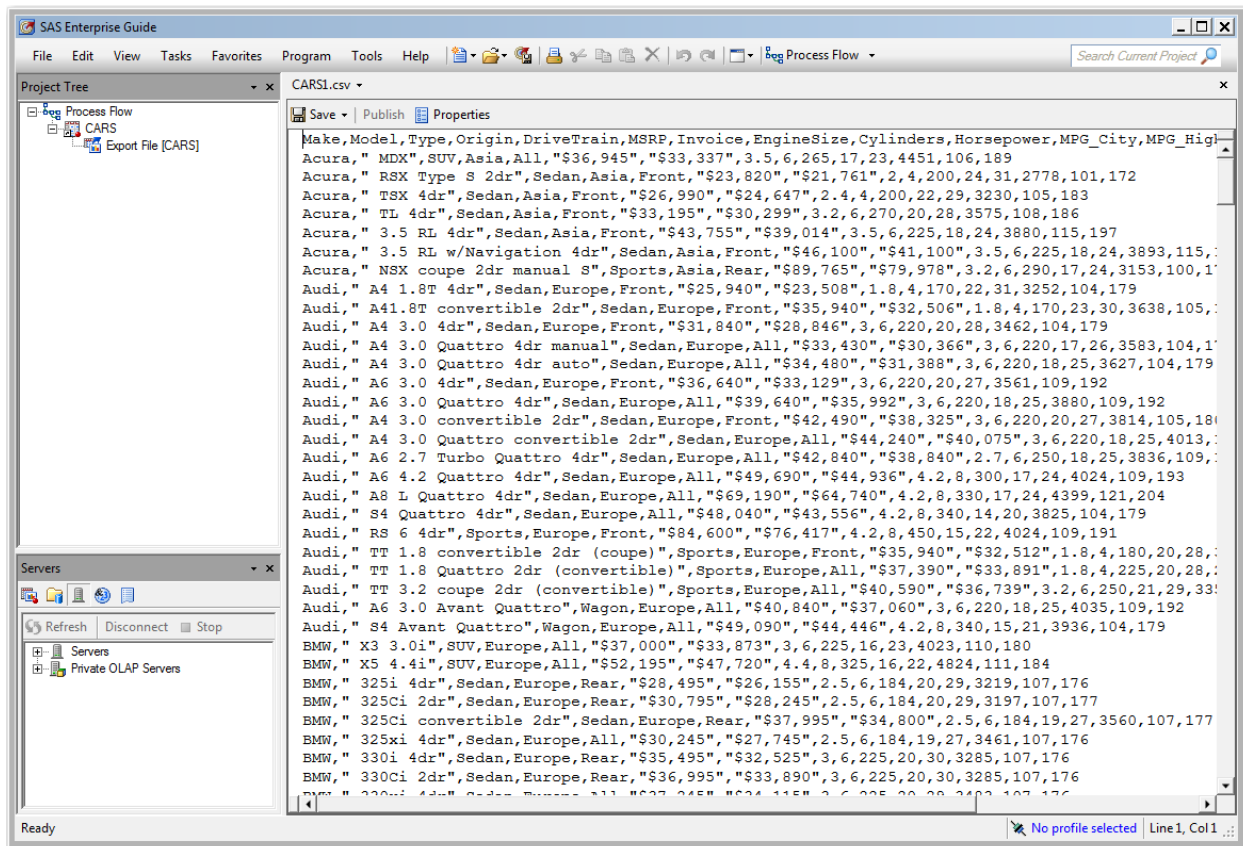 SAS Enterprise Guide
File Edit View Tasks Favorites Program Tools Help Process Flow Search Current Project
Project Tree
Process Flow
CARS
Export File [CARS]
Servers
Refresh Disconnect Stop
Servers
Private OLAP Servers
CARS1.csv
Save Publish Properties
Make,Model,Type,Origin,DriveTrain,MSRP,Invoice,EngineSize,Cylinders,Horsepower,MPG_City,MPG_High
Acura," MDX",SUV,Asia,All,"$36,945","$33,337",3.5,6,265,17,23,4451,106,189
Acura," RSX Type S 2dr",Sedan,Asia,Front,"$23,820","$21,761",2,4,200,24,31,2778,101,172
Acura," TSX 4dr",Sedan,Asia,Front,"$26,990","$24,647",2.4,4,200,22,29,3230,105,183
Acura," TL 4dr",Sedan,Asia,Front,"$33,195","$30,299",3.2,6,270,20,28,3575,108,186
Acura," 3.5 RL 4dr",Sedan,Asia,Front,"$43,755","$39,014",3.5,6,225,18,24,3880,115,197
Acura," 3.5 RL w/Navigation 4dr",Sedan,Asia,Front,"$46,100","$41,100",3.5,6,225,18,24,3893,115,
Acura," NSX coupe 2dr manual S",Sports,Asia,Rear,"$89,765","$79,978",3.2,6,290,17,24,3153,100,
Audi," A4 1.8T 4dr",Sedan,Europe,Front,"$25,940","$23,508",1.8,4,170,22,31,3252,104,179
Audi," A41.8T convertible 2dr",Sedan,Europe,Front,"$35,940","$32,506",1.8,4,170,23,30,3638,105,
Audi," A4 3.0 4dr",Sedan,Europe,Front,"$31,840","$28,846",3,6,220,20,28,3462,104,179
Audi," A4 3.0 Quattro 4dr manual",Sedan,Europe,All,"$33,430","$30,366",3,6,220,17,26,3583,104,
Audi," A4 3.0 Quattro 4dr auto",Sedan,Europe,All,"$34,480","$31,388",3,6,220,18,25,3627,104,179
Audi," A6 3.0 4dr",Sedan,Europe,Front,"$36,640","$33,129",3,6,220,20,27,3561,109,192
Audi," A6 3.0 Quattro 4dr",Sedan,Europe,All,"$39,640","$35,992",3,6,220,18,25,3880,109,192
Audi," A4 3.0 convertible 2dr",Sedan,Europe,Front,"$42,490","$38,325",3,6,220,20,27,3814,105,180
Audi," A4 3.0 Quattro convertible 2dr",Sedan,Europe,All,"$44,240","$40,075",3,6,220,18,25,4013,
Audi," A6 2.7 Turbo Quattro 4dr",Sedan,Europe,All,"$42,840","$38,840",2.7,6,250,18,25,3836,109,
Audi," A6 4.2 Quattro 4dr",Sedan,Europe,All,"$49,690","$44,936",4.2,8,300,17,24,4024,109,193
Audi," A8 L Quattro 4dr",Sedan,Europe,All,"$69,190","$64,740",4.2,8,330,17,24,4399,121,204
Audi," S4 Quattro 4dr",Sedan,Europe,All,"$48,040","$43,556",4.2,8,340,14,20,3825,104,179
Audi," RS 6 4dr",Sports,Europe,Front,"$84,600","$76,417",4.2,8,450,15,22,4024,109,191
Audi," TT 1.8 convertible 2dr (coupe)",Sports,Europe,Front,"$35,940","$32,512",1.8,4,180,20,28,
Audi," TT 1.8 Quattro 2dr (convertible)",Sports,Europe,All,"$37,390","$33,891",1.8,4,225,20,28,
Audi," TT 3.2 coupe 2dr (convertible)",Sports,Europe,All,"$40,590","$36,739",3.2,6,250,21,29,33
Audi," A6 3.0 Avant Quattro",Wagon,Europe,All,"$40,840","$37,060",3,6,220,18,25,4035,109,192
Audi," S4 Avant Quattro",Wagon,Europe,All,"$49,090","$44,446",4.2,8,340,15,21,3936,104,179
BMW," X3 3.0i",SUV,Europe,All,"$37,000","$33,873",3,6,225,16,23,4023,110,180
BMW," X5 4.4i",SUV,Europe,All,"$52,195","$47,720",4.4,8,325,16,22,4824,111,184
BMW," 325i 4dr",Sedan,Europe,Rear,"$28,495","$26,155",2.5,6,184,20,29,3219,107,176
BMW," 325Ci 2dr",Sedan,Europe,Rear,"$30,795","$28,245",2.5,6,184,20,29,3197,107,177
BMW," 325Ci convertible 2dr",Sedan,Europe,Rear,"$37,995","$34,800",2.5,6,184,19,27,3560,107,177
BMW," 325xi 4dr",Sedan,Europe,All,"$30,245","$27,745",2.5,6,184,19,27,3461,107,176
BMW," 330i 4dr",Sedan,Europe,Rear,"$35,495","$32,525",3,6,225,20,30,3285,107,176
BMW," 330Ci 2dr",Sedan,Europe,Rear,"$36,995","$33,890",3,6,225,20,30,3285,107,176
Ready No profile selected Line 1, Col 1